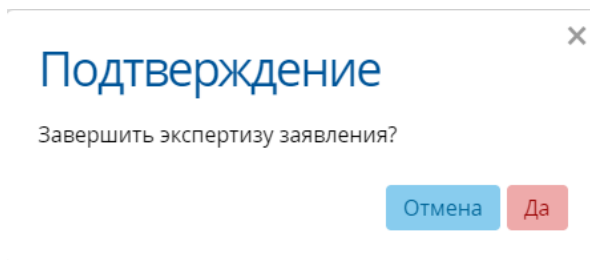 Подтверждение
Завершить экспертизу заявления?
Отмена Да